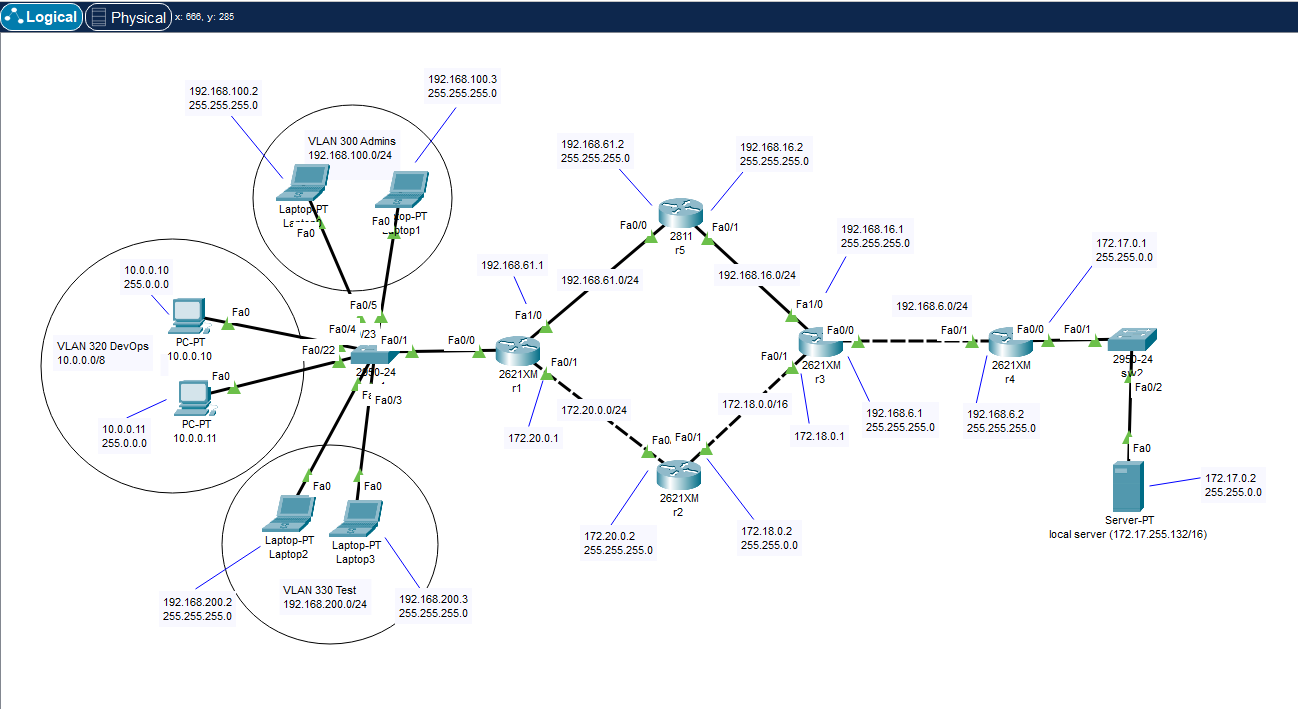 Logical
Physical
x: 666, y: 285
192.168.100.2
255.255.255.0
192.168.100.3
255.255.255.0
VLAN 300 Admins
192.168.100.0/24
Laptop-PT
Fa0
Fa0
top-PT
ptop1
10.0.0.10
255.0.0.0
Fa0
PC-PT
10.0.0.10
VLAN 320 DevOps
10.0.0.0/8
Fa0
PC-PT
10.0.0.11
10.0.0.11
255.0.0.0
Fa0/5
Fa0/4
/23
Fa0/1
Fa0/22
2950-24
Fa0/3
Fa0
Fa0
Laptop-PT
Laptop2
Laptop-PT
Laptop3
VLAN 330 Test
192.168.200.0/24
192.168.200.2
255.255.255.0
192.168.200.3
255.255.255.0
192.168.61.1
Fa1/0
Fa0/0
2621XM
r1
Fa0/1
172.20.0.1
192.168.61.0/24
172.20.0.0/24
192.168.61.2
255.255.255.0
192.168.16.2
255.255.255.0
Fa0/0
Fa0/1
2811
r5
192.168.16.0/24
192.168.16.1
255.255.255.0
Fa1/0
Fa0/0
2621XM
r3
Fa0/1
172.18.0.0/16
172.18.0.1
192.168.6.1
255.255.255.0
Fa0/1
2621XM
r2
172.20.0.2
255.255.255.0
172.18.0.2
255.255.0.0
192.168.6.0/24
Fa0/1
Fa0/0
2621XM
r4
192.168.6.2
255.255.255.0
172.17.0.1
255.255.0.0
Fa0/1
2950-24
sw2
Fa0/2
Fa0
Server-PT
local server (172.17.255.132/16)
172.17.0.2
255.255.0.0